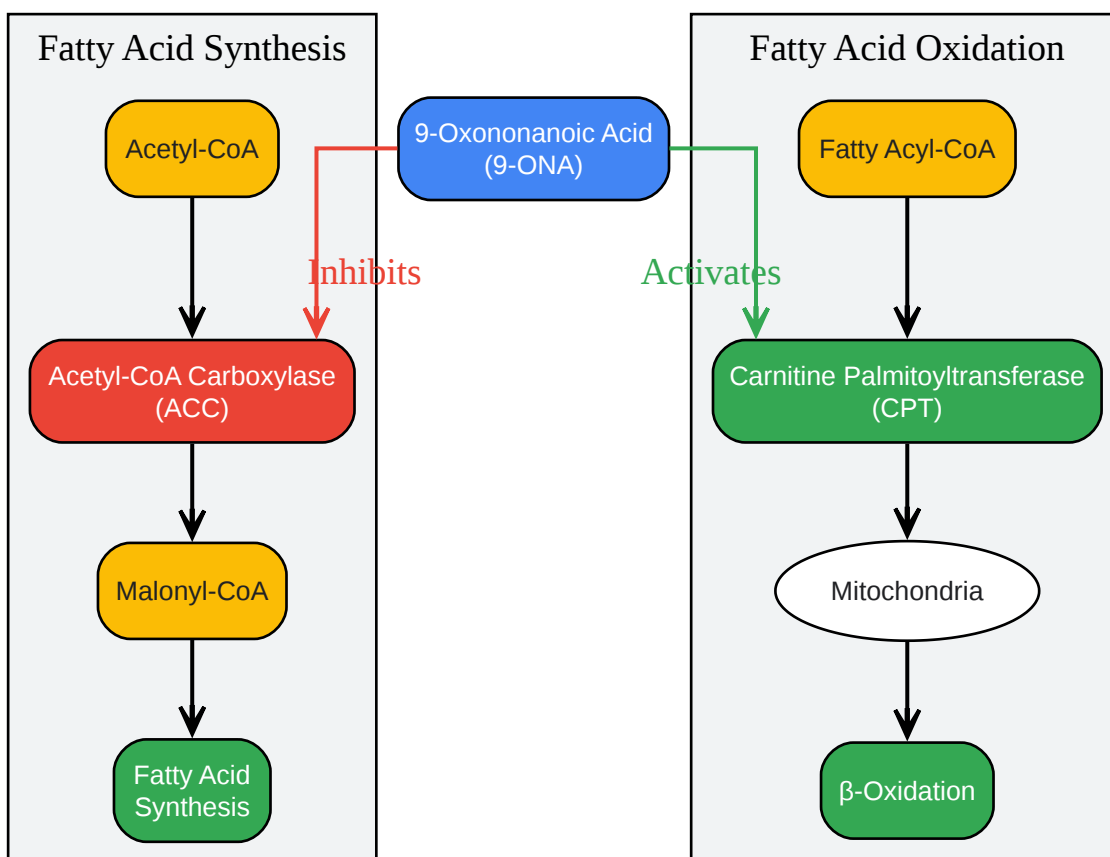 Fatty Acid Synthesis
Acetyl-CoA
Acetyl-CoA Carboxylase
(ACC)
Malonyl-CoA
Fatty Acid
Synthesis
9-Oxononanoic Acid
(9-ONA)
Inhibits
Activates
Fatty Acid Oxidation
Fatty Acyl-CoA
Carnitine Palmitoyltransferase
(CPT)
Mitochondria
β-Oxidation